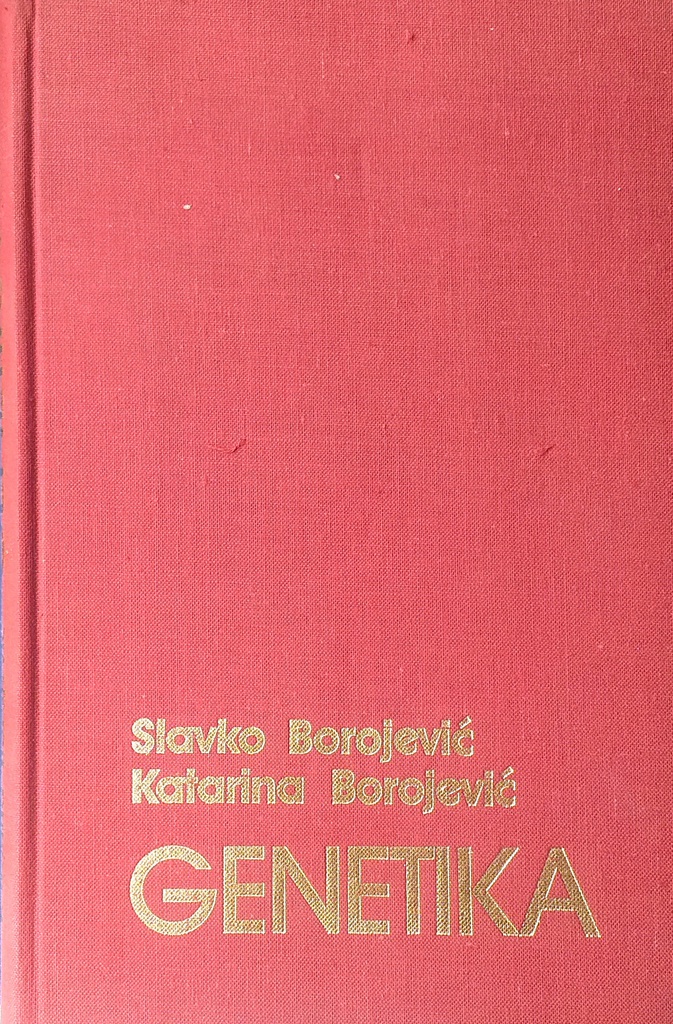 Slavko Borojević
Katarina Borojević
GENETIKA